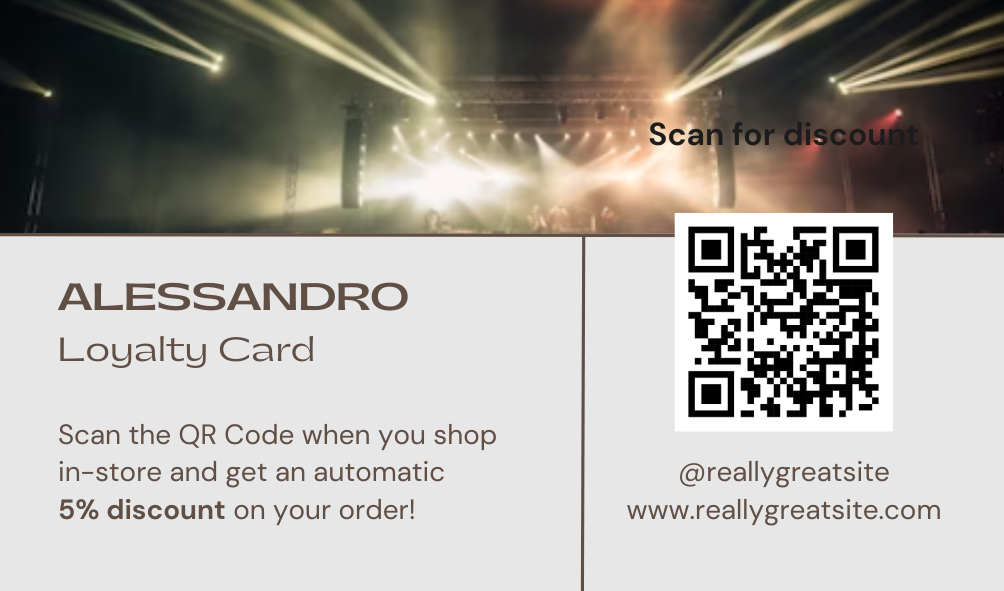 Scan for discount
ALESSANDRO
Loyalty Card
Scan the QR Code when you shop
in-store and get an automatic
5% discount on your order!
@reallygreatsite
www.reallygreatsite.com